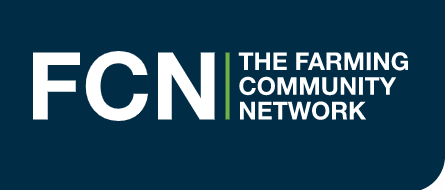 FCN
THE FARMING
COMMUNITY
NETWORK